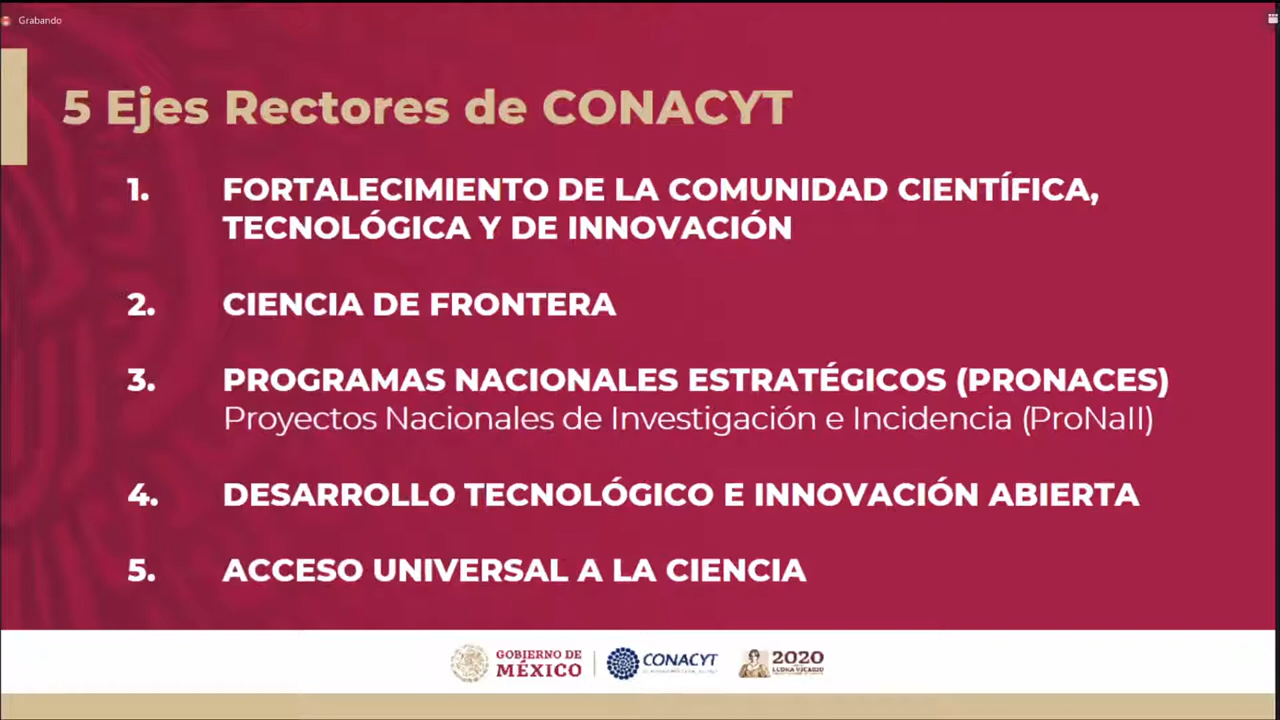 Grabando
5 Ejes Rectores de CONACYT
1. FORTALECIMIENTO DE LA COMUNIDAD CIENTÍFICA,
TECNOLÓGICA Y DE INNOVACIÓN
2. CIENCIA DE FRONTERA
3. PROGRAMAS NACIONALES ESTRATÉGICOS (PRONACES)
Proyectos Nacionales de Investigación e Incidencia (ProNaII)
4. DESARROLLO TECNOLÓGICO E INNOVACIÓN ABIERTA
5. ACCESO UNIVERSAL A LA CIENCIA
GOBIERNO DE
MÉXICO
CONACYT
2020
LEONA VICARIO